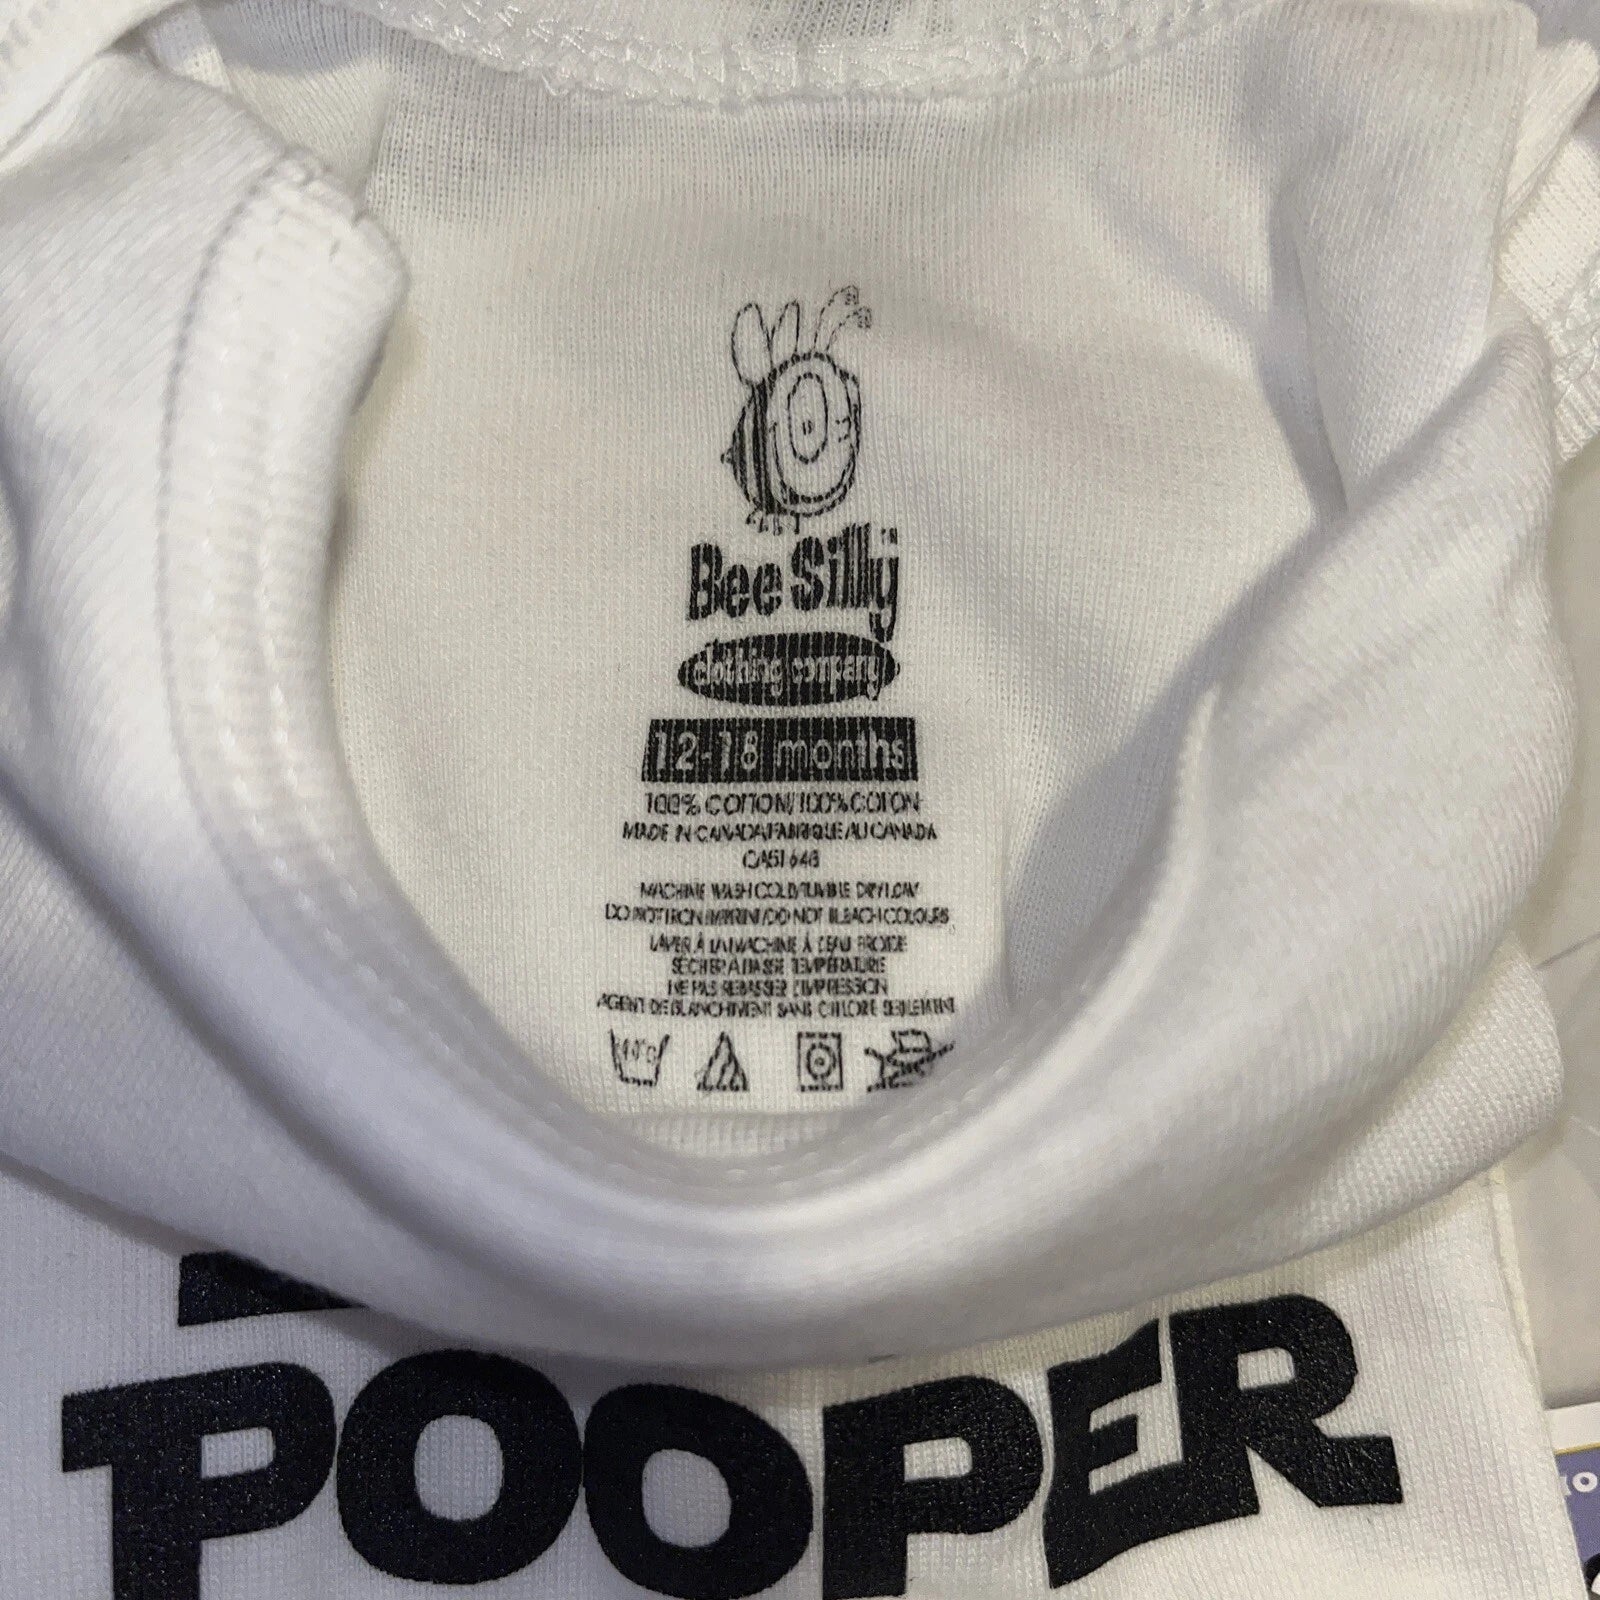 Bee Silly
clothing company
12-18 months
100% COTTON/100% COTON
MADE IN CANADA/FABRIQUE AU CANADA
CA51648
MACHINE WASH COLD/TUMBLE DRY LOW
DO NOT IRON IMPRINT/DO NOT BLEACH COLOURS
LAVER À LA MACHINE À L'EAU FROIDE
SÉCHER À BASSE TEMPÉRATURE
NE PAS REPASSER L'IMPRESSION
AGENT DE BLANCHIMENT SANS CHLORE SEULEMENT
POOPER